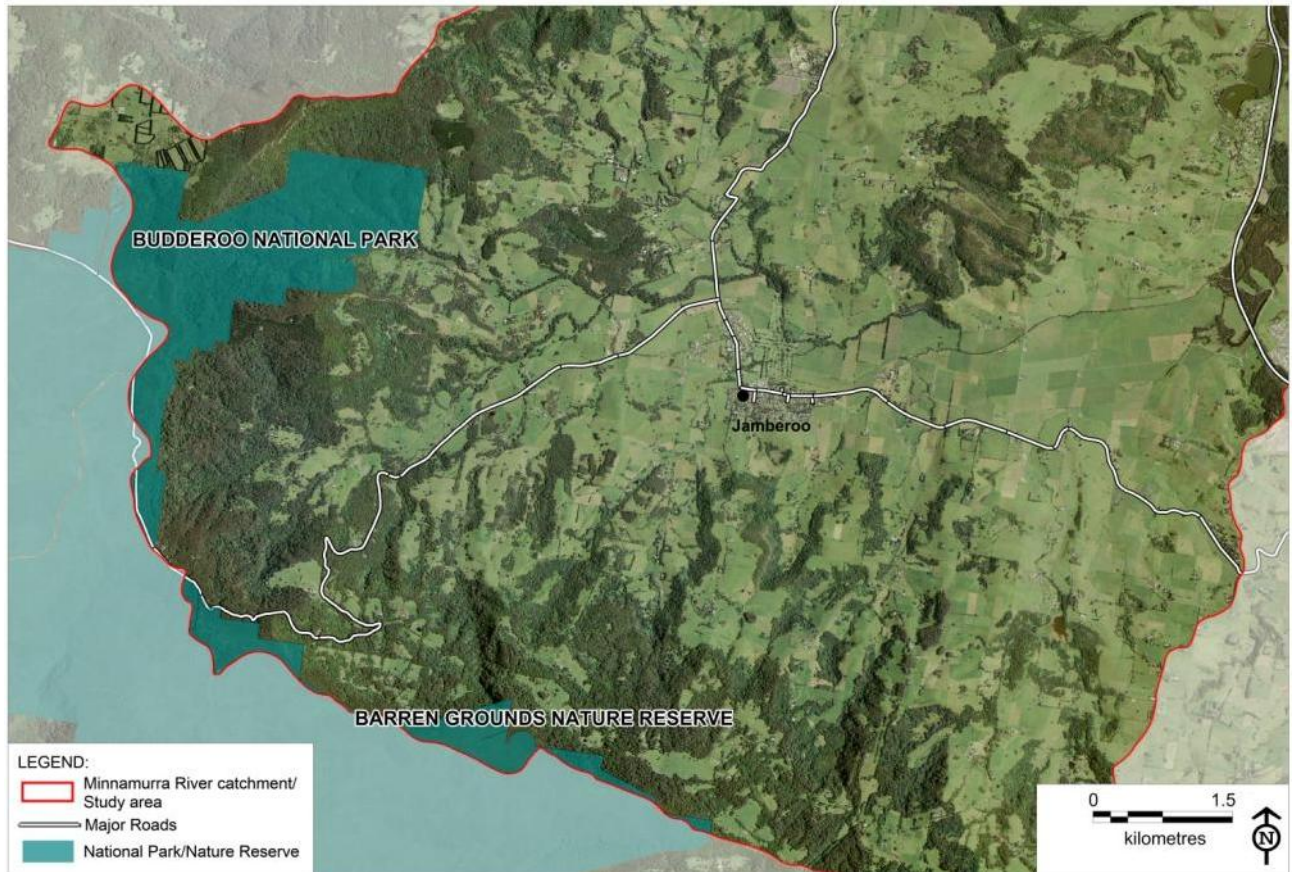 BUDDEROO NATIONAL PARK
Jamberoo
BARREN GROUNDS NATURE RESERVE
LEGEND:
Minnamurra River catchment/
Study area
Major Roads
National Park/Nature Reserve
0 1.5
kilometres
N